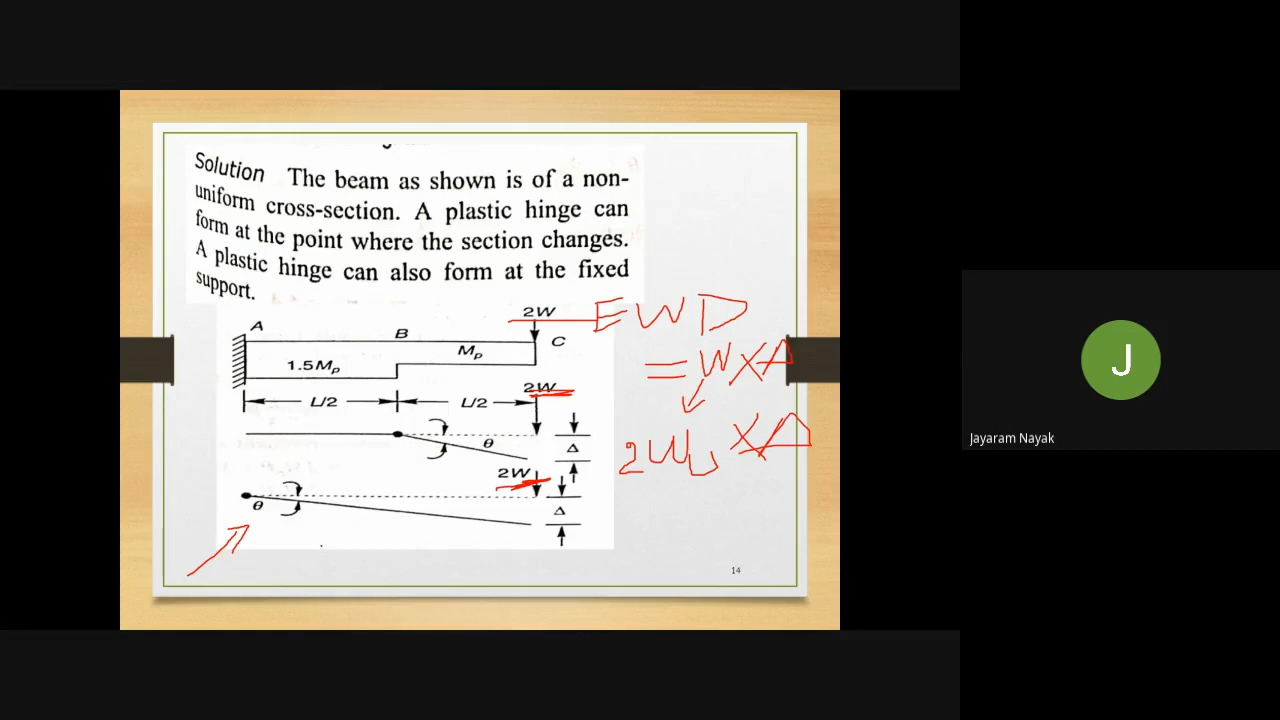 Solution The beam as shown is of a non-
uniform cross-section. A plastic hinge can
form at the point where the section changes.
A plastic hinge can also form at the fixed
support.
2W
EWD
A
B
C
Mp
1.5Mp
= W X Δ
2W
L/2
L/2
θ
Δ
2Wu X Δ
2W
θ
Δ
14
J
Jayaram Nayak